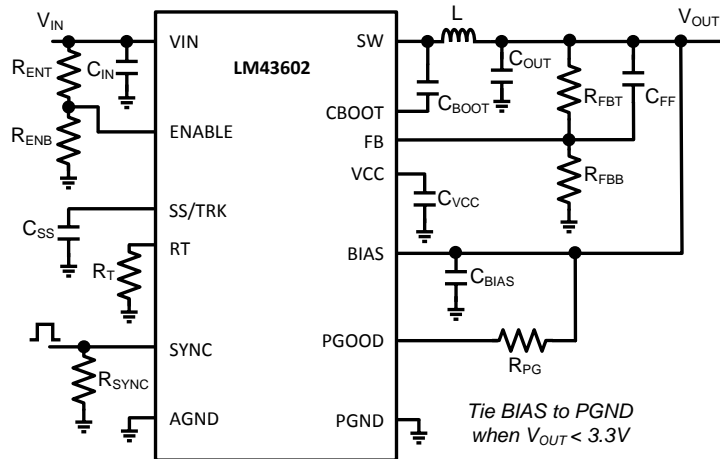 VIN
L
VOUT
VIN
SW
RENT
CIN
LM43602
COUT
CBOOT
RFBT
CFF
CBOOT
RENB
ENABLE
FB
VCC
RFBB
CVCC
SS/TRK
CSS
RT
BIAS
RT
CBIAS
PGOOD
SYNC
RPG
RSYNC
AGND
PGND
Tie BIAS to PGND
when VOUT < 3.3V